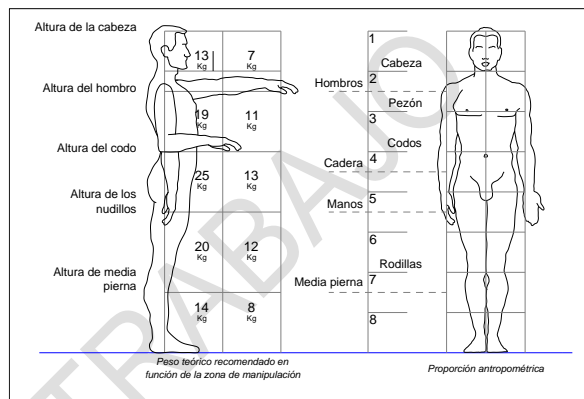 Altura de la cabeza
13
Kg
7
Kg
Altura del hombro
19
Kg
11
Kg
Altura del codo
25
Kg
13
Kg
Altura de los
nudillos
20
Kg
12
Kg
Altura de media
pierna
14
Kg
8
Kg
Peso teórico recomendado en
función de la zona de manipulación
1
Cabeza
2
Hombros
Pezón
3
Codos
4
Cadera
5
Manos
6
Rodillas
7
Media pierna
8
Proporción antropométrica
TRABAJO